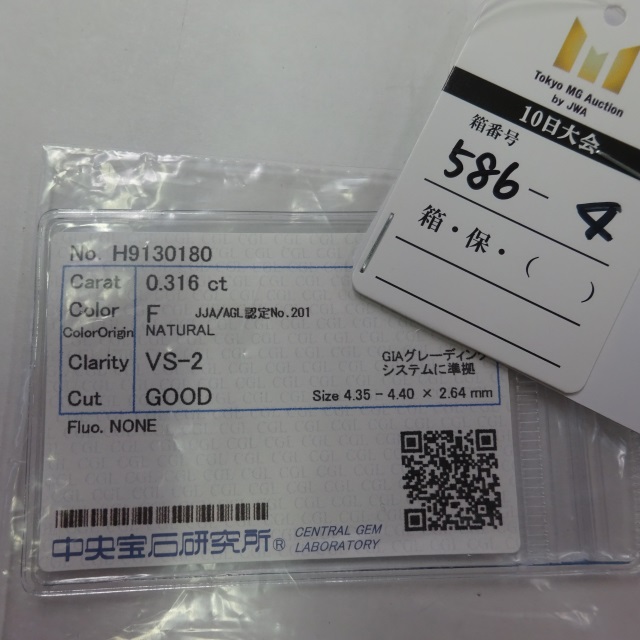 Tokyo MG Auction
by JWA
10日大会
箱番号
586-4
箱・保・( )
No. H9130180
Carat 0.316 ct
Color F JJA/AGL認定No.201
ColorOrigin NATURAL
Clarity VS-2 GIAグレーディング
システムに準拠
Cut GOOD Size 4.35 - 4.40 × 2.64 mm
Fluo. NONE
中央宝石研究所® CENTRAL GEM
LABORATORY